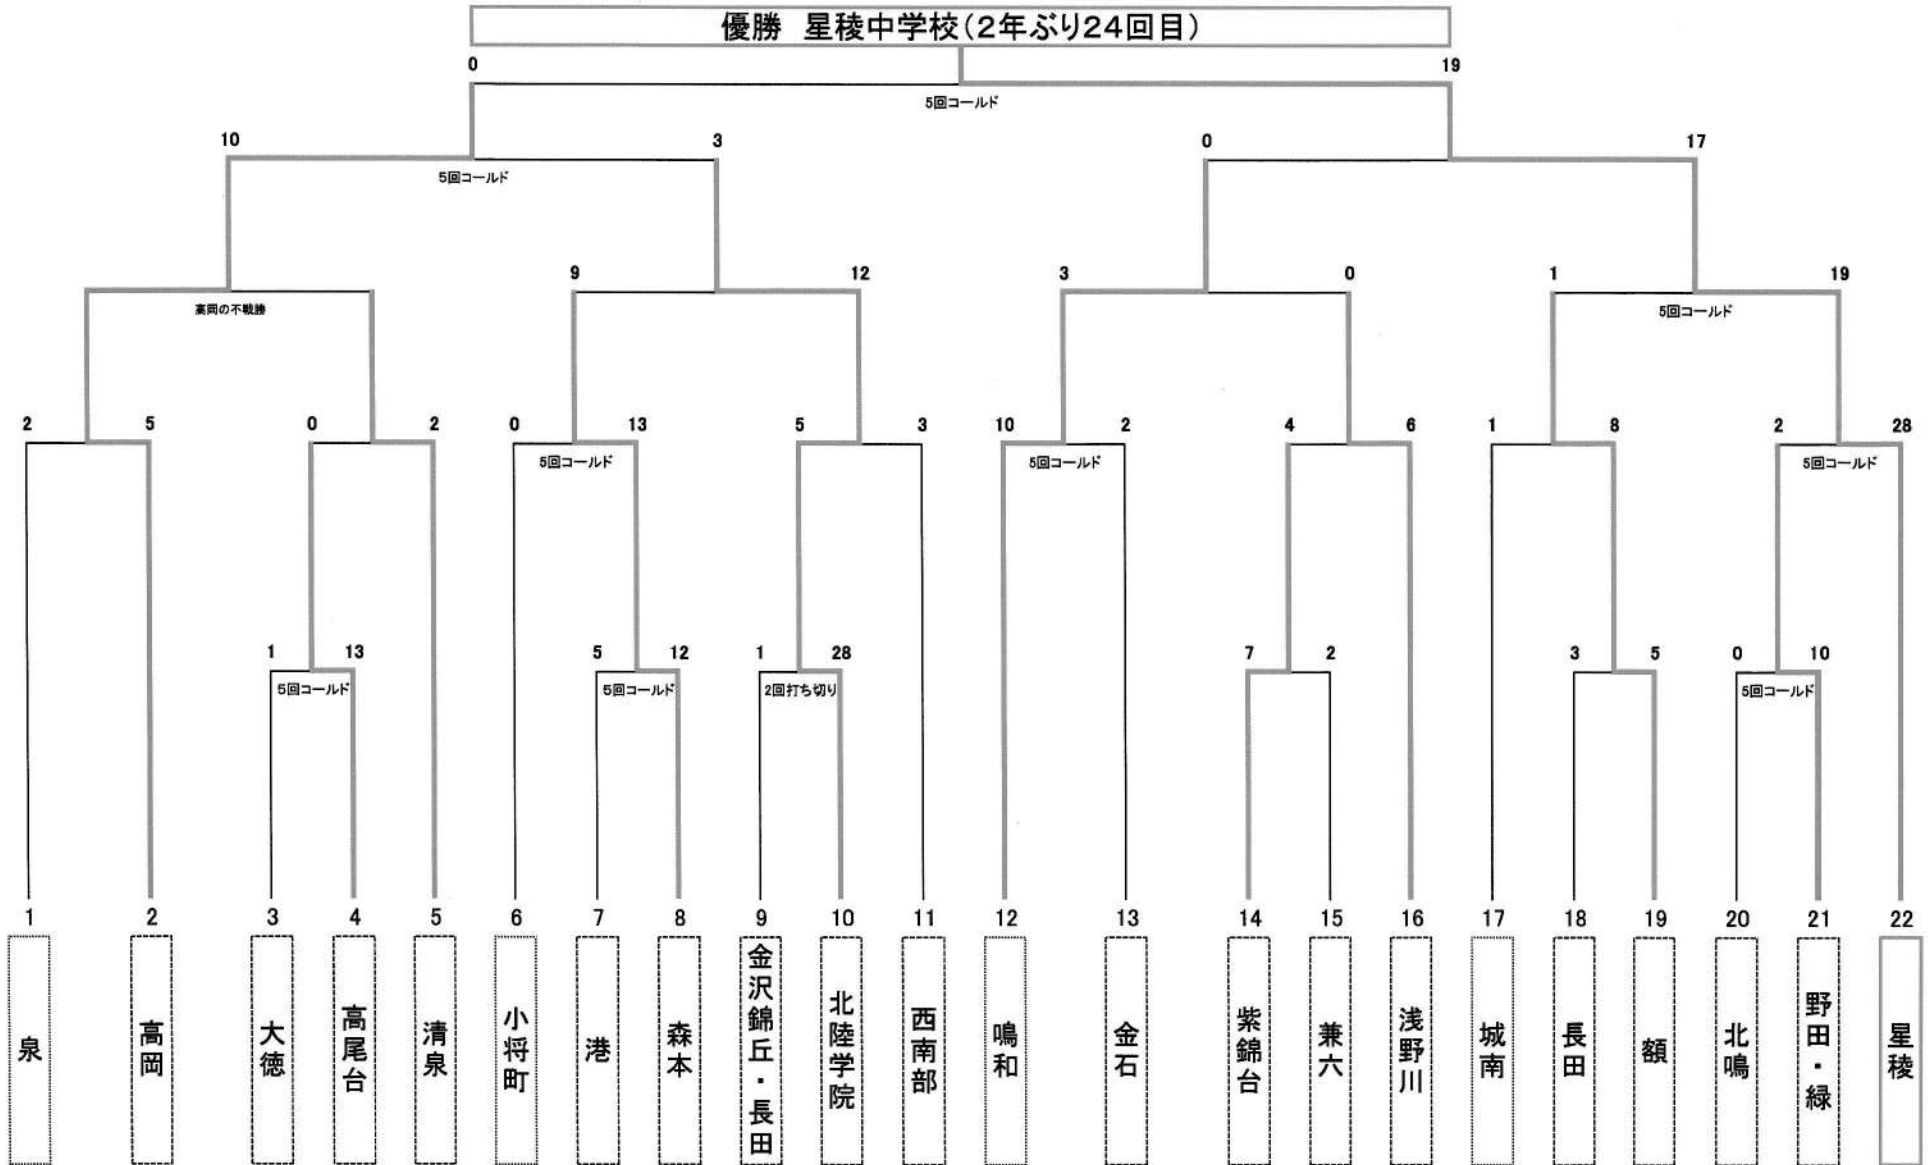 優勝 星稜中学校(2年ぶり24回目)
0
19
5回コールド
10
3
0
17
5回コールド
9
12
3
0
1
19
高岡の不戦勝
5回コールド
2
5
0
2
0
13
5
3
10
2
4
6
1
8
2
28
5回コールド
5回コールド
5回コールド
1
13
5
12
1
28
7
2
3
5
0
10
5回コールド
5回コールド
2回打ち切り
5回コールド
1
2
3
4
5
6
7
8
9
10
11
12
13
14
15
16
17
18
19
20
21
22
泉
高岡
大徳
高尾台
清泉
小将町
港
森本
金沢錦丘・長田
北陸学院
西南部
鳴和
金石
紫錦台
兼六
浅野川
城南
長田
額
北鳴
野田・緑
星稜